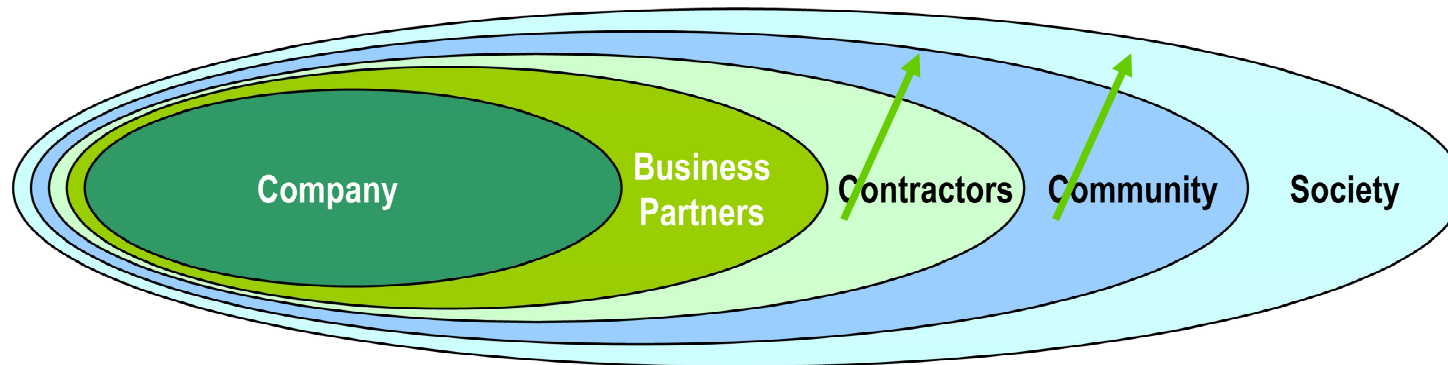 Company
Business
Partners
Contractors
Community
Society